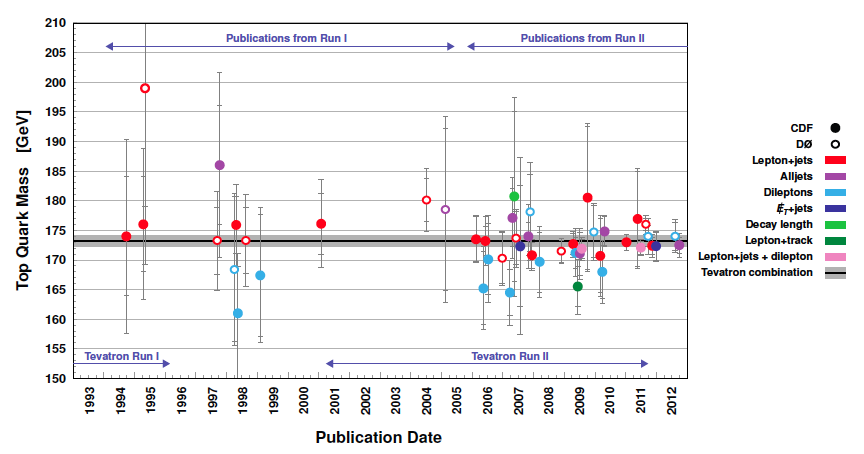 210
205
200
195
190
185
180
175
170
165
160
155
150
Top Quark Mass [GeV]
Publications from Run I
Publications from Run II
Tevatron Run I
Tevatron Run II
1993
1994
1995
1996
1997
1998
1999
2000
2001
2002
2003
2004
2005
2006
2007
2008
2009
2010
2011
2012
Publication Date
CDF
DØ
Lepton+jets
Alljets
Dileptons
E̸T+jets
Decay length
Lepton+track
Lepton+jets + dilepton
Tevatron combination